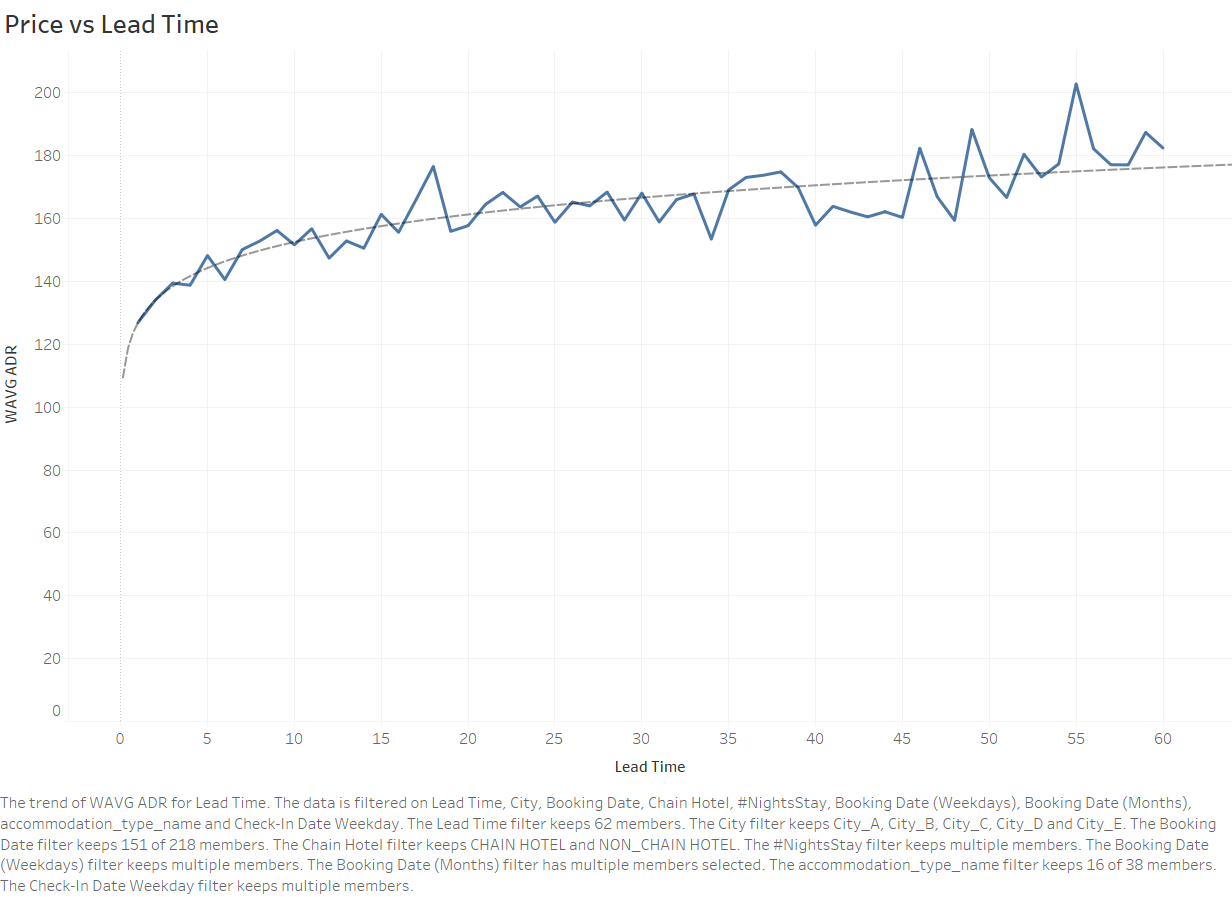 Price vs Lead Time
200
180
160
140
120
100
80
60
40
20
0
WAVG ADR
0 5 10 15 20 25 30 35 40 45 50 55 60
Lead Time
The trend of WAVG ADR for Lead Time. The data is filtered on Lead Time, City, Booking Date, Chain Hotel, #NightsStay, Booking Date (Weekdays), Booking Date (Months),
accommodation_type_name and Check-In Date Weekday. The Lead Time filter keeps 62 members. The City filter keeps City_A, City_B, City_C, City_D and City_E. The Booking
Date filter keeps 151 of 218 members. The Chain Hotel filter keeps CHAIN HOTEL and NON_CHAIN HOTEL. The #NightsStay filter keeps multiple members. The Booking Date
(Weekdays) filter keeps multiple members. The Booking Date (Months) filter has multiple members selected. The accommodation_type_name filter keeps 16 of 38 members.
The Check-In Date Weekday filter keeps multiple members.